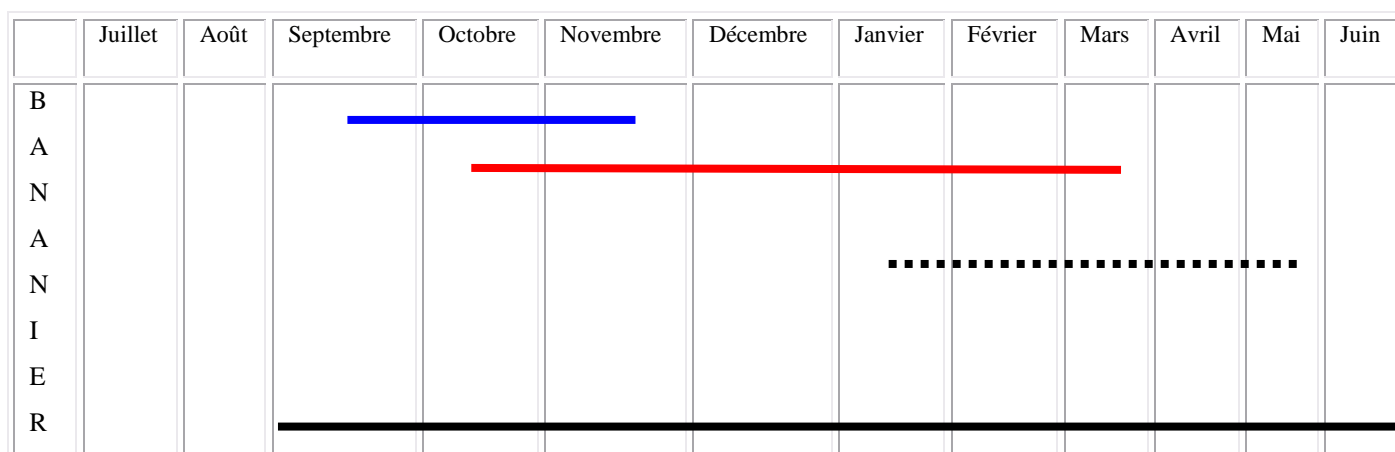 Juillet Août Septembre Octobre Novembre Décembre Janvier Février Mars Avril Mai Juin
B
A
N
A
N
I
E
R